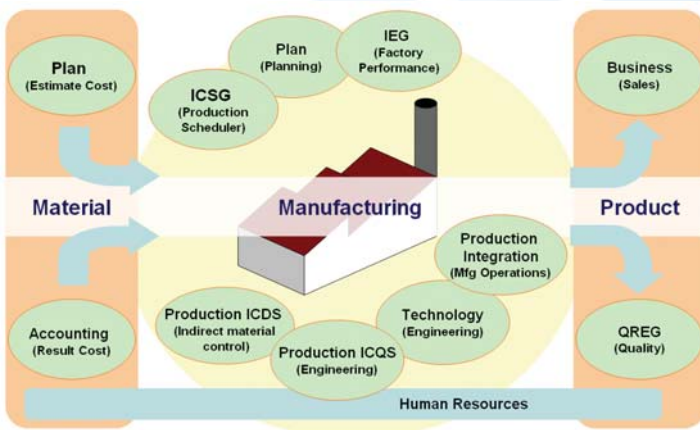 Plan
(Estimate Cost)
ICSG
(Production
Scheduler)
Plan
(Planning)
IEG
(Factory
Performance)
Business
(Sales)
Material
Manufacturing
Product
Accounting
(Result Cost)
Production ICDS
(Indirect material
control)
Production ICQS
(Engineering)
Technology
(Engineering)
Production
Integration
(Mfg Operations)
QREG
(Quality)
Human Resources